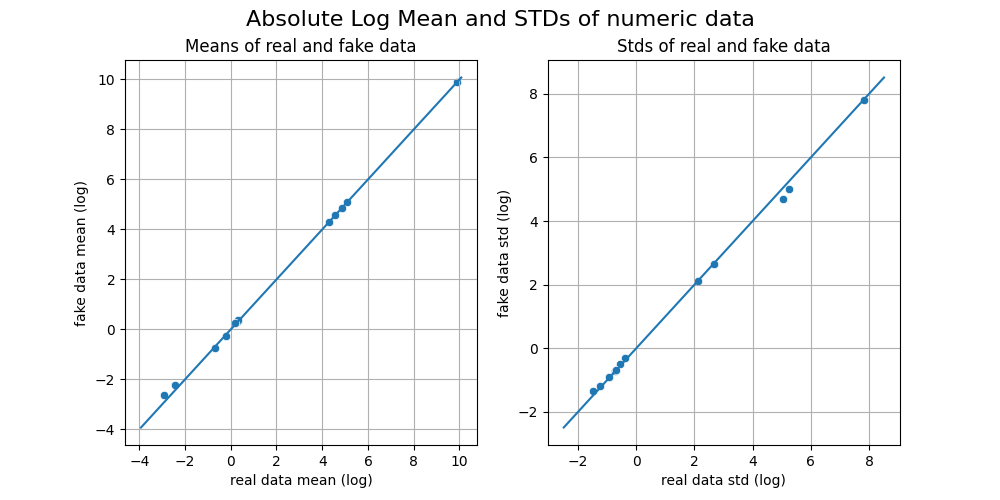 Absolute Log Mean and STDs of numeric data
Means of real and fake data
10
8
6
4
2
0
−2
−4
fake data mean (log)
−4 −2 0 2 4 6 8 10
real data mean (log)
Stds of real and fake data
8
6
4
2
0
−2
fake data std (log)
−2 0 2 4 6 8
real data std (log)